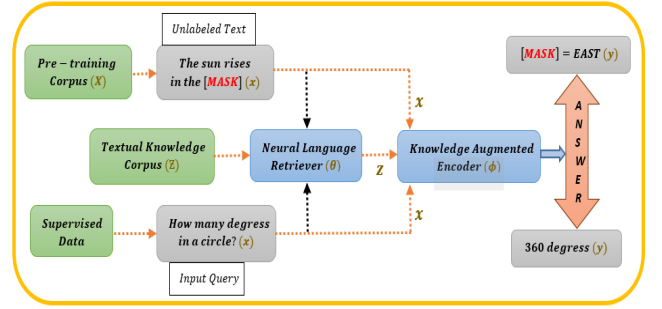 Unlabeled Text
Pre - training
Corpus (X)
The sun rises
in the [MASK] (x)
[MASK] = EAST (y)
X
Textual Knowledge
Corpus (Z)
Neural Language
Retriever (θ)
Z
Knowledge Augmented
Encoder (ϕ)
ANSWER
X
Supervised
Data
How many degress
in a circle? (x)
360 degress (y)
Input Query